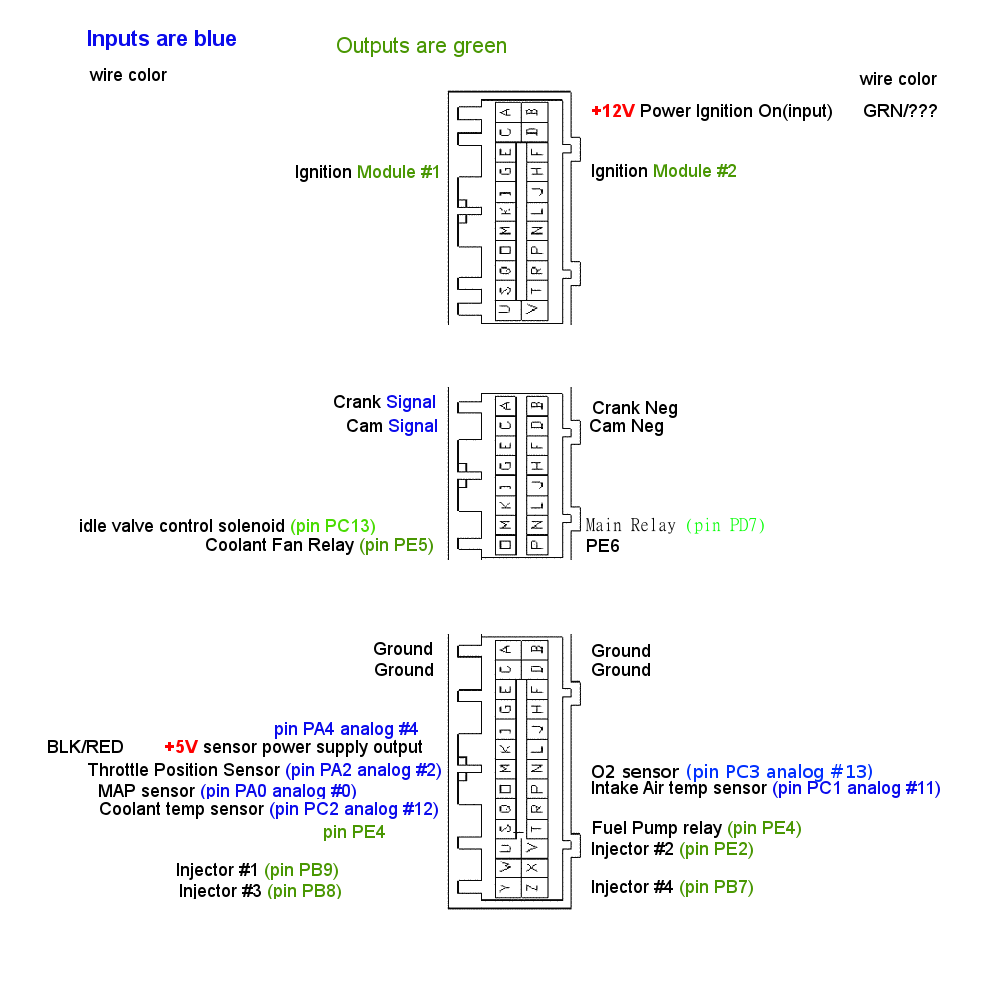 Inputs are blue
Outputs are green
wire color
wire color
+12V Power Ignition On(input) GRN/???
Ignition Module #1
Ignition Module #2
A B
C D
E F
G H
I J
K L
M N
O P
Q R
S T
U V
Crank Signal
Crank Neg
Cam Signal
Cam Neg
A B
C D
E F
G H
I J
K L
M N
O P
idle valve control solenoid (pin PC13)
Main Relay (pin PD7)
Coolant Fan Relay (pin PE5)
PE6
Ground
Ground
Ground
Ground
A B
C D
E F
G H
I J
K L
M N
O P
Q R
S T
U V
W X
Y Z
pin PA4 analog #4
BLK/RED +5V sensor power supply output
Throttle Position Sensor (pin PA2 analog #2)
O2 sensor (pin PC3 analog #13)
MAP sensor (pin PA0 analog #0)
Intake Air temp sensor (pin PC1 analog #11)
Coolant temp sensor (pin PC2 analog #12)
pin PE4
Fuel Pump relay (pin PE4)
Injector #2 (pin PE2)
Injector #1 (pin PB9)
Injector #3 (pin PB8)
Injector #4 (pin PB7)